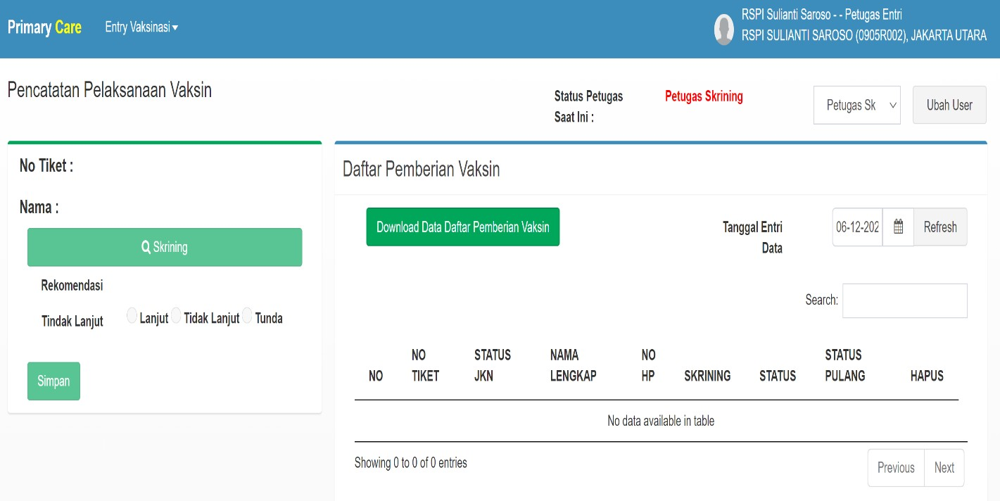 Primary Care
Entry Vaksinasi
RSPI Sulianti Saroso - - Petugas Entri
RSPI SULIANTI SAROSO (0905R002), JAKARTA UTARA
Pencatatan Pelaksanaan Vaksin
Status Petugas
Saat Ini :
Petugas Skrining
Petugas Sk
Ubah User
No Tiket :
Nama :
Skrining
Rekomendasi
Tindak Lanjut
Lanjut
Tidak Lanjut
Tunda
Simpan
Daftar Pemberian Vaksin
Download Data Daftar Pemberian Vaksin
Tanggal Entri
Data
06-12-202
Refresh
Search:
NO
NO
TIKET
STATUS
JKN
NAMA
LENGKAP
NO
HP
SKRINING
STATUS
STATUS
PULANG
HAPUS
No data available in table
Showing 0 to 0 of 0 entries
Previous
Next